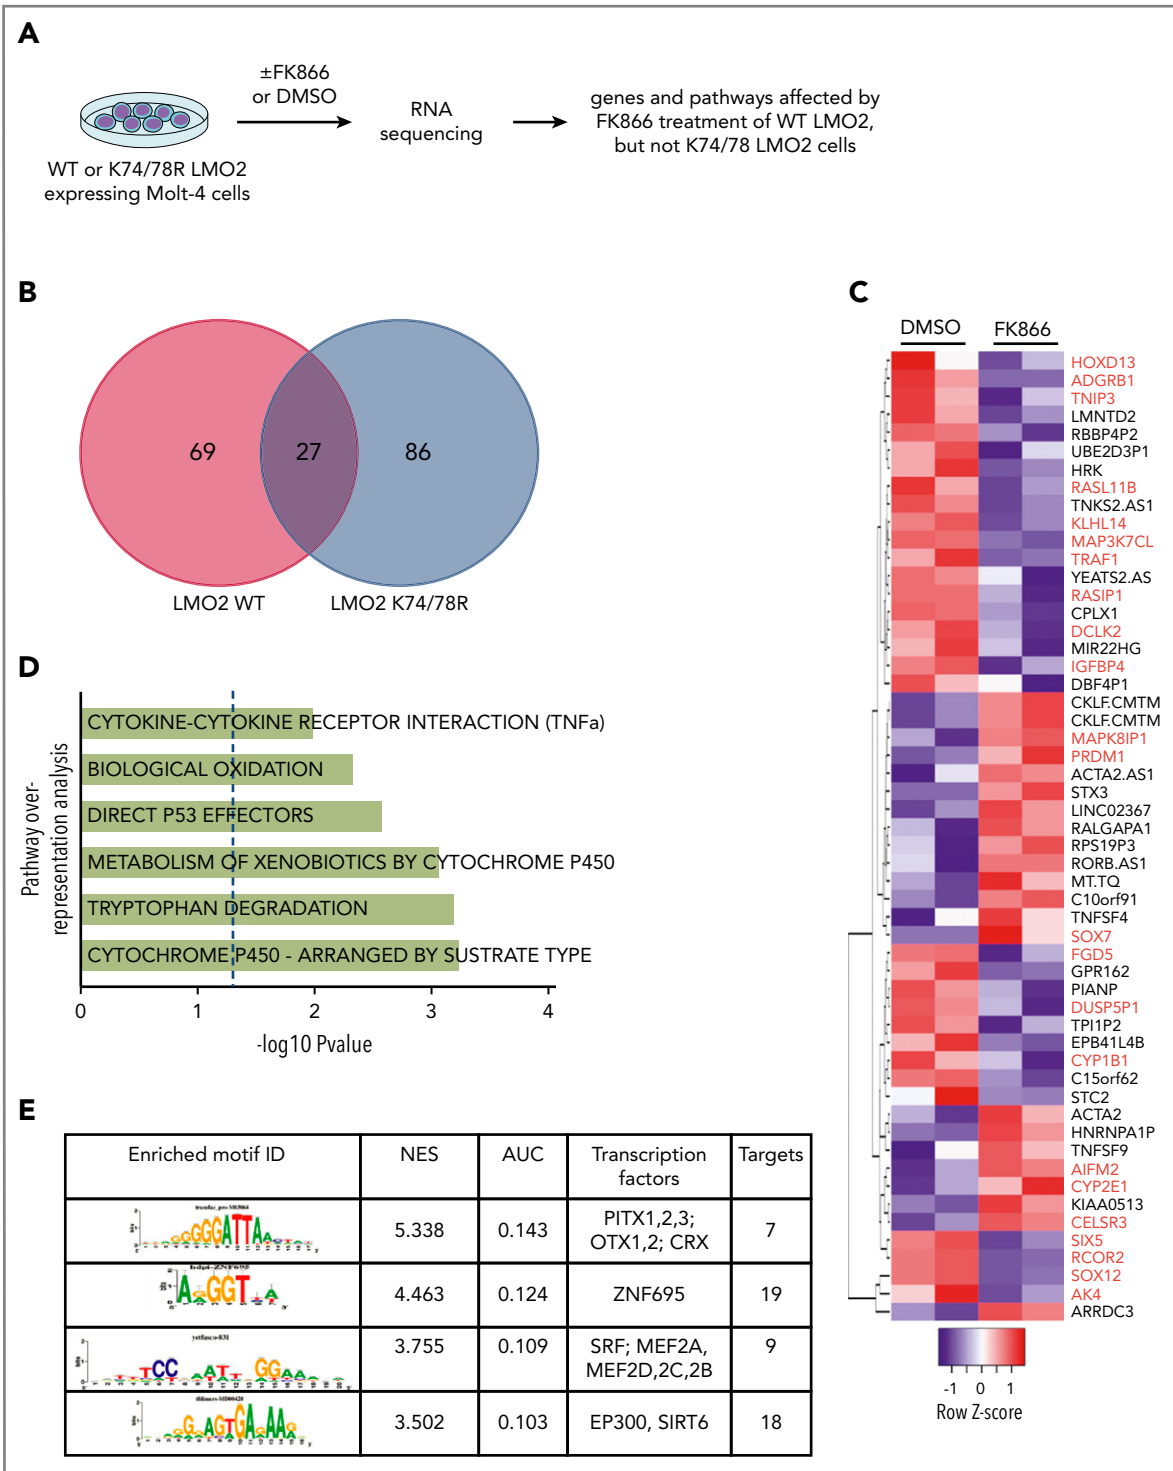 A
±FK866
or DMSO
WT or K74/78R LMO2
expressing Molt-4 cells
RNA
sequencing
genes and pathways affected by
FK866 treatment of WT LMO2,
but not K74/78 LMO2 cells
B
69
27
86
LMO2 WT
LMO2 K74/78R
C
DMSO
FK866
HOXD13
ADGRB1
TNIP3
LMNTD2
RBBP4P2
UBE2D3P1
HRK
RASL11B
TNKS2.AS1
KLHL14
MAP3K7CL
TRAF1
YEATS2.AS
RASIP1
CPLX1
DCLK2
MIR22HG
IGFBP4
DBF4P1
CKLF.CMTM
CKLF.CMTM
MAPK8IP1
PRDM1
ACTA2.AS1
STX3
LINC02367
RALGAPA1
RPS19P3
RORB.AS1
MT.TQ
C10orf91
TNFSF4
SOX7
FGD5
GPR162
PIANP
DUSP5P1
TPI1P2
EPB41L4B
CYP1B1
C15orf62
STC2
ACTA2
HNRNPA1P
TNFSF9
AIFM2
CYP2E1
KIAA0513
CELSR3
SIX5
RCOR2
SOX12
AK4
ARRDC3
-1 0 1
Row Z-score
D
Pathway over-
representation analysis
CYTOKINE-CYTOKINE RECEPTOR INTERACTION (TNFa)
BIOLOGICAL OXIDATION
DIRECT P53 EFFECTORS
METABOLISM OF XENOBIOTICS BY CYTOCHROME P450
TRYPTOPHAN DEGRADATION
CYTOCHROME P450 - ARRANGED BY SUSTRATE TYPE
0 1 2 3 4
-log10 Pvalue
E
Enriched motif ID NES AUC Transcription factors Targets
5.338 0.143 PITX1,2,3; OTX1,2; CRX 7
hdpi-ZNF695
4.463 0.124 ZNF695 19
yetfasco-831
3.755 0.109 SRF; MEF2A, MEF2D,2C,2B 9
3.502 0.103 EP300, SIRT6 18